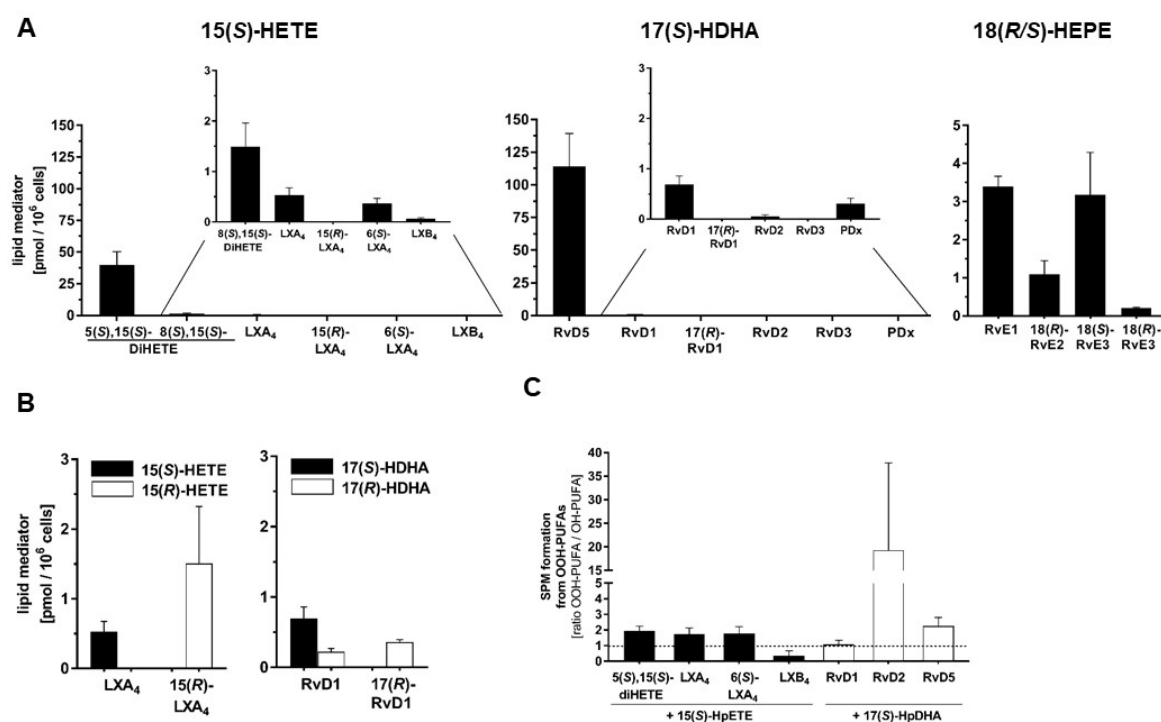 A
15(S)-HETE
17(S)-HDHA
18(R/S)-HEPE
lipid mediator
[pmol / 10⁶ cells]
150
125
100
75
50
25
0
5(S),15(S)-
8(S),15(S)-
DiHETE
LXA₄
15(R)-
LXA₄
6(S)-
LXA₄
LXB₄
3
2
1
0
8(S),15(S)-
DiHETE
LXA₄
15(R)-
LXA₄
6(S)-
LXA₄
LXB₄
150
125
100
75
50
25
0
RvD5
RvD1
17(R)-
RvD1
RvD2
RvD3
PDx
3
2
1
0
RvD1
17(R)-
RvD1
RvD2
RvD3
PDx
5
4
3
2
1
0
RvE1
18(R)-
RvE2
18(S)-
RvE3
18(R)-
RvE3
B
lipid mediator
[pmol / 10⁶ cells]
3
2
1
0
15(S)-HETE
15(R)-HETE
LXA₄
15(R)-
LXA₄
3
2
1
0
17(S)-HDHA
17(R)-HDHA
RvD1
17(R)-
RvD1
C
SPM formation
from OOH-PUFAs
[ratio OOH-PUFA / OH-PUFA]
40
35
30
25
20
15
10
5
4
3
2
1
0
5(S),15(S)-
diHETE
LXA₄
6(S)-
LXA₄
LXB₄
RvD1
RvD2
RvD5
+ 15(S)-HpETE
+ 17(S)-HpDHA